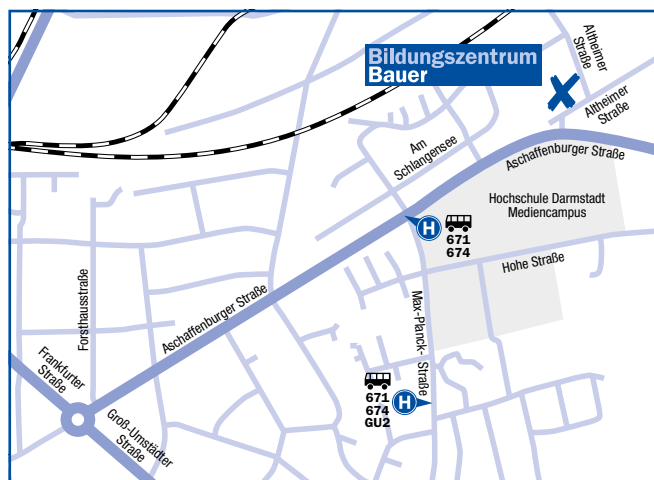 Bildungszentrum
Bauer
Altheimer
Straße
Altheimer
Straße
Am
Schlangensee
Aschaffenburger Straße
Hochschule Darmstadt
Mediencampus
H
671
674
Hohe Straße
Forsthausstraße
Aschaffenburger Straße
Max-Planck-
Straße
Frankfurter
Straße
671
674
GU2
H
Groß-Umstädter
Straße